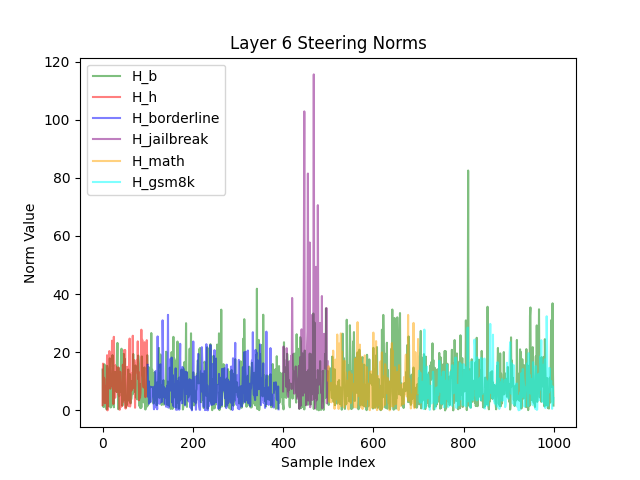 Layer 6 Steering Norms
120
100
80
60
40
20
0
Norm Value
H_b
H_h
H_borderline
H_jailbreak
H_math
H_gsm8k
0 200 400 600 800 1000
Sample Index